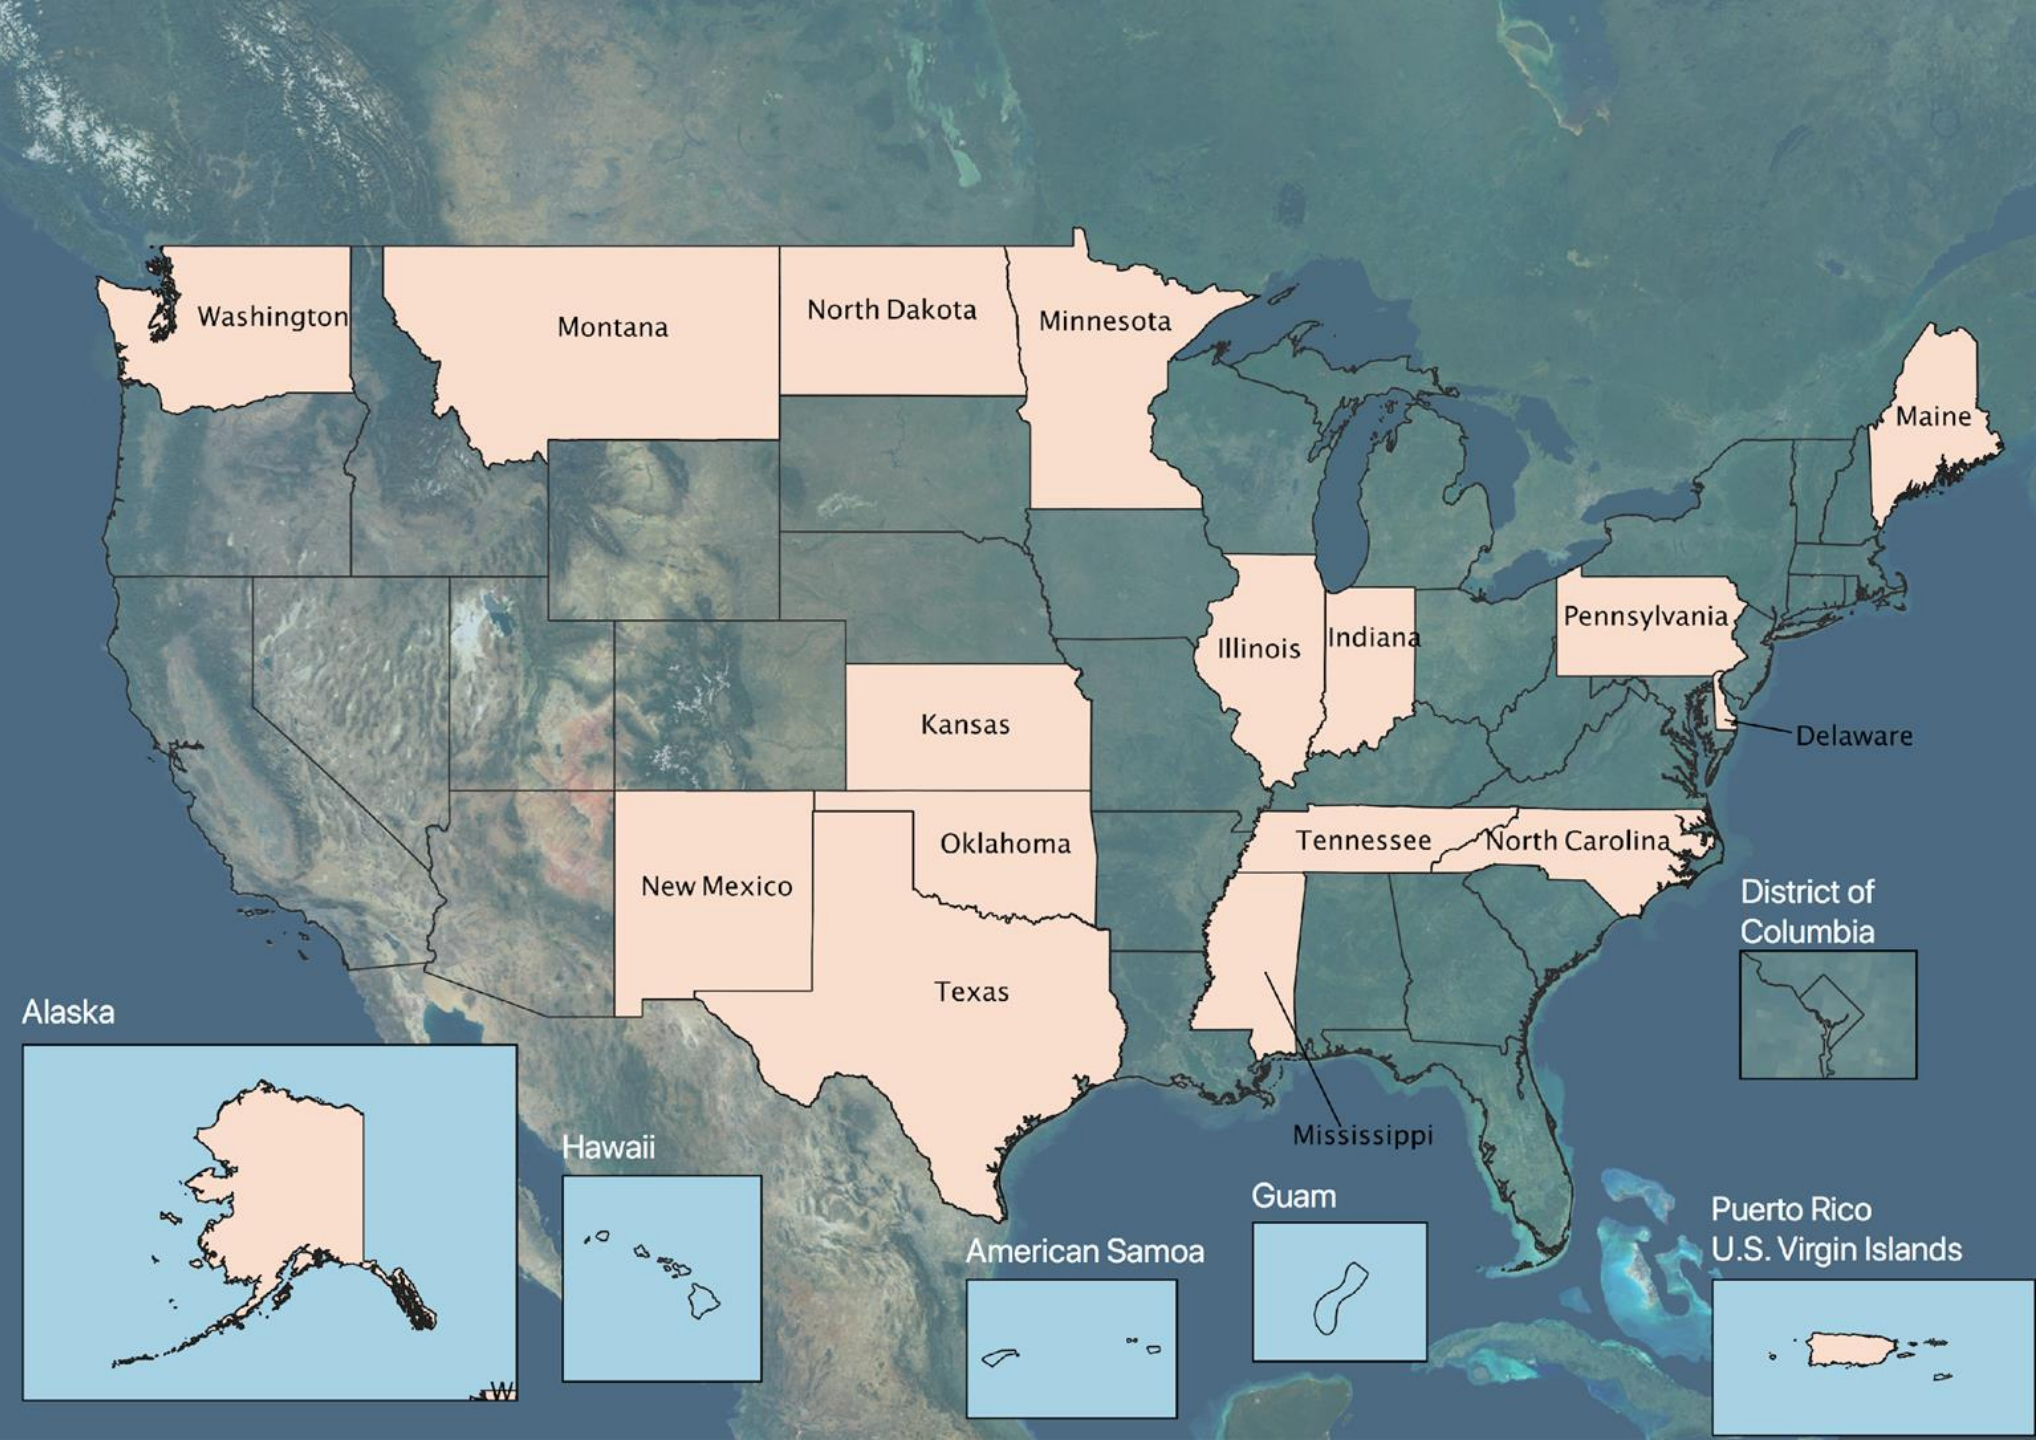 Washington
Montana
North Dakota
Minnesota
Maine
Pennsylvania
Illinois
Indiana
Kansas
Delaware
Oklahoma
Tennessee
North Carolina
New Mexico
District of
Columbia
Texas
Alaska
Mississippi
Hawaii
Guam
Puerto Rico
U.S. Virgin Islands
American Samoa
W